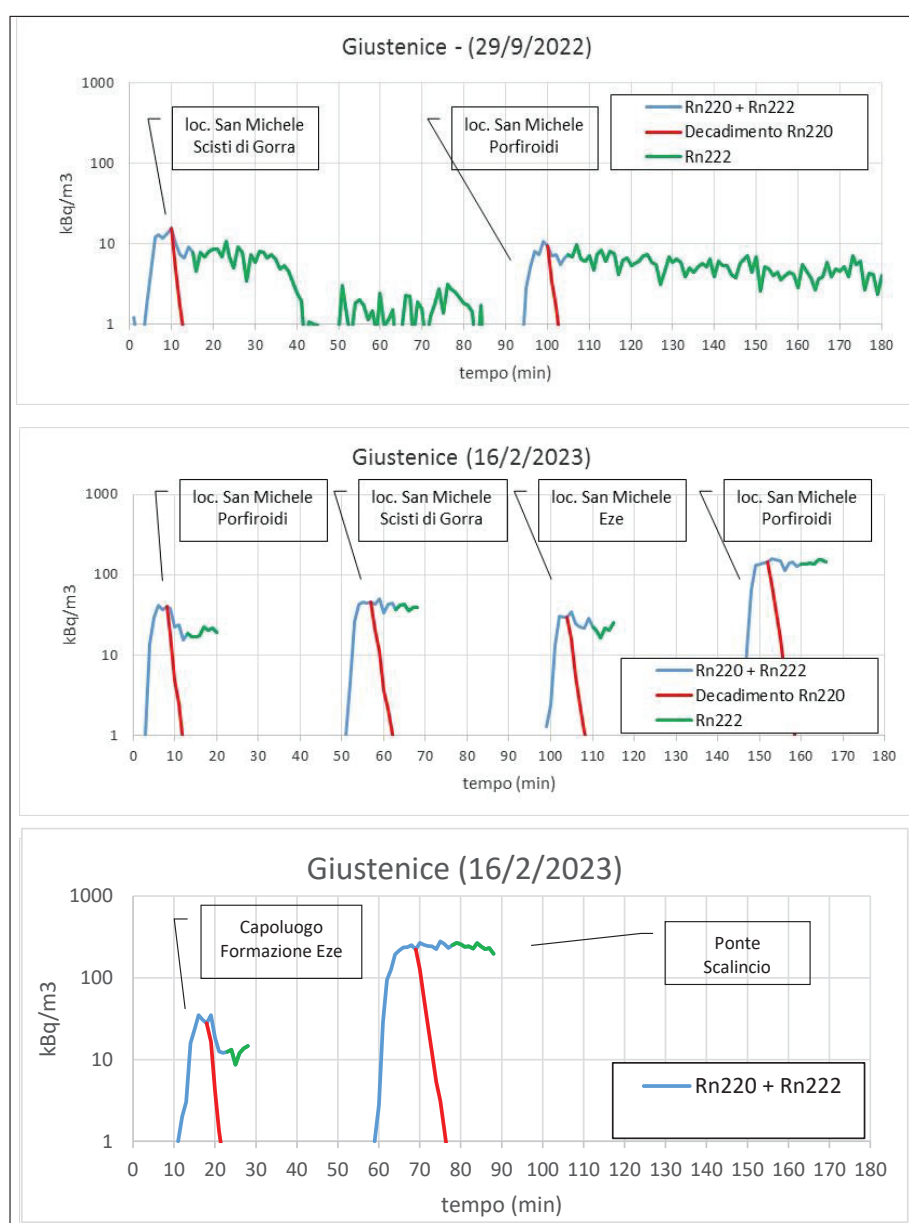 Giustenice - (29/9/2022)
1000
100
10
1
kBq/m3
loc. San Michele
Scisti di Gorra
loc. San Michele
Porfiroidi
Rn220 + Rn222
Decadimento Rn220
Rn222
0 10 20 30 40 50 60 70 80 90 100 110 120 130 140 150 160 170 180
tempo (min)
Giustenice (16/2/2023)
1000
100
10
1
kBq/m3
loc. San Michele
Porfiroidi
loc. San Michele
Scisti di Gorra
loc. San Michele
Eze
loc. San Michele
Porfiroidi
Rn220 + Rn222
Decadimento Rn220
Rn222
0 10 20 30 40 50 60 70 80 90 100 110 120 130 140 150 160 170 180
tempo (min)
Giustenice (16/2/2023)
1000
100
10
1
kBq/m3
Capoluogo
Formazione Eze
Ponte
Scalincio
Rn220 + Rn222
0 10 20 30 40 50 60 70 80 90 100 110 120 130 140 150 160 170 180
tempo (min)